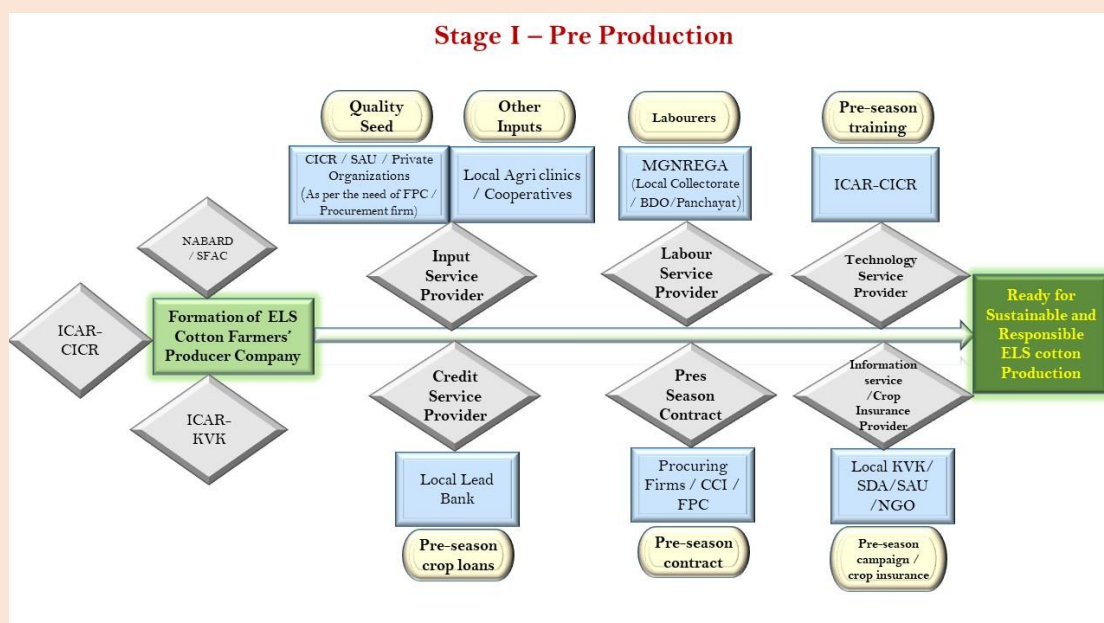 Stage I – Pre Production
Quality
Seed
Other
Inputs
Labourers
Pre-season
training
CICR / SAU / Private
Organizations
(As per the need of FPC /
Procurement firm)
Local Agri clinics
/ Cooperatives
MGNREGA
(Local Collectorate
/ BDO/Panchayat)
ICAR-CICR
NABARD
/ SFAC
Input
Service
Provider
Labour
Service
Provider
Technology
Service
Provider
ICAR-
CICR
Formation of ELS
Cotton Farmers'
Producer Company
Ready for
Sustainable and
Responsible
ELS cotton
Production
ICAR-
KVK
Credit
Service
Provider
Pres
Season
Contract
Information
service
/Crop
Insurance
Provider
Local Lead
Bank
Procuring
Firms / CCI /
FPC
Local KVK/
SDA/SAU
/NGO
Pre-season
crop loans
Pre-season
contract
Pre-season
campaign /
crop insurance